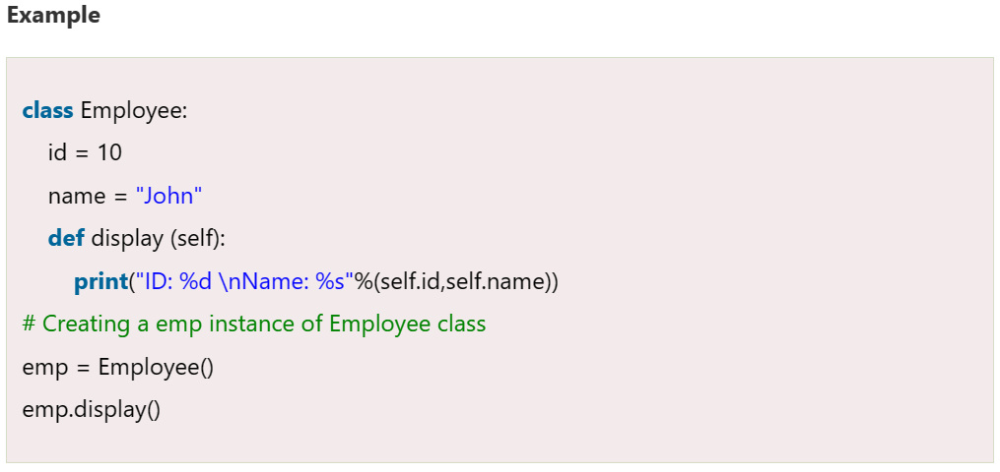 Example
class Employee:
    id = 10
    name = "John"
    def display (self):
        print("ID: %d \nName: %s"%(self.id,self.name))
# Creating a emp instance of Employee class
emp = Employee()
emp.display()